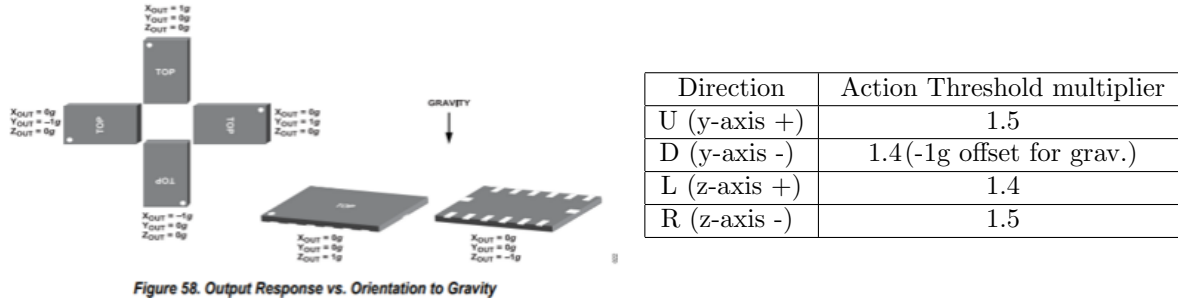 XOUT = 1g
YOUT = 0g
ZOUT = 0g
TOP
XOUT = 0g
YOUT = –1g
ZOUT = 0g
TOP
TOP
XOUT = 0g
YOUT = 1g
ZOUT = 0g
TOP
XOUT = –1g
YOUT = 0g
ZOUT = 0g
GRAVITY
TOP
XOUT = 0g
YOUT = 0g
ZOUT = 1g
XOUT = 0g
YOUT = 0g
ZOUT = –1g
Figure 58. Output Response vs. Orientation to Gravity
Direction Action Threshold multiplier
U (y-axis +) 1.5
D (y-axis -) 1.4(-1g offset for grav.)
L (z-axis +) 1.4
R (z-axis -) 1.5